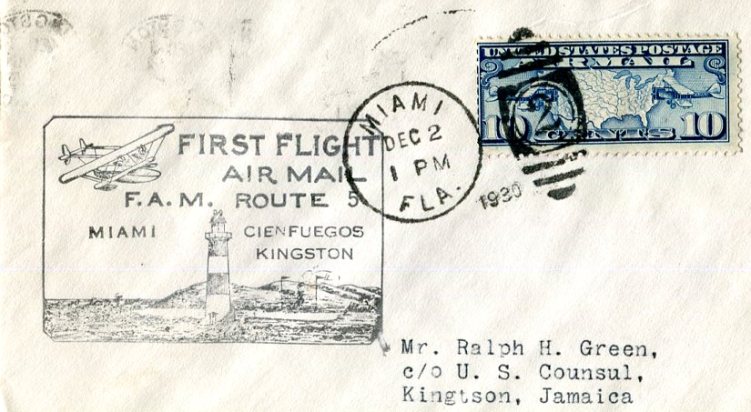 FIRST FLIGHT
AIR MAIL
F.A.M. ROUTE 5
MIAMI
CIENFUEGOS
KINGSTON
MIAMI
DEC 2
1 PM
FLA.
1930
UNITED STATES POSTAGE
AIR MAIL
10 CENTS 10
2
Mr. Ralph H. Green,
c/o U. S. Counsul,
Kingtson, Jamaica